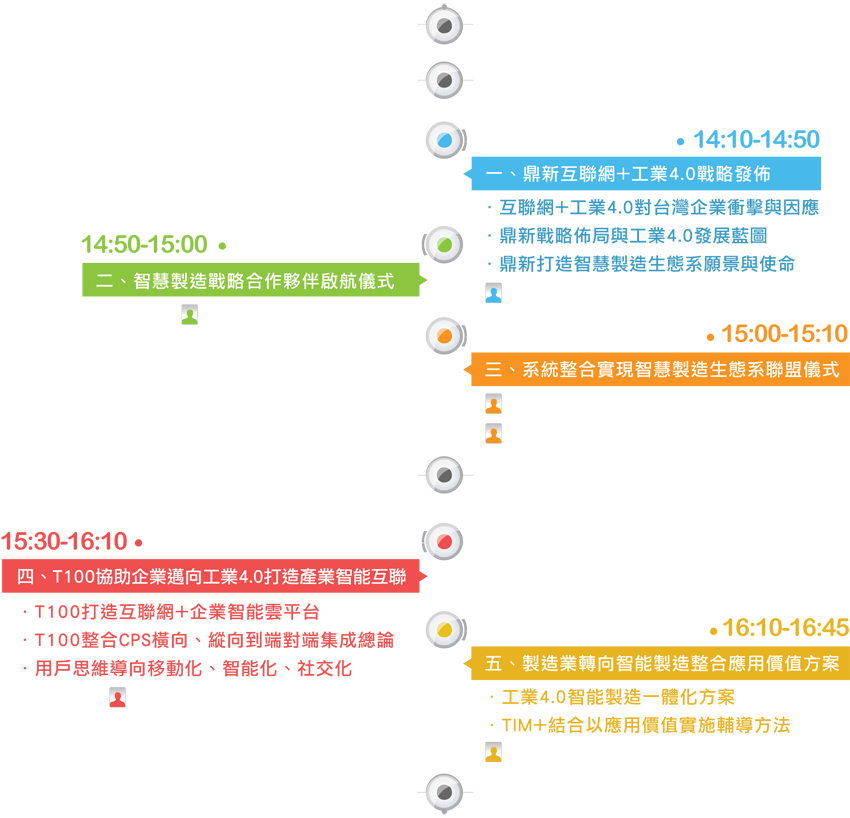 14:10-14:50
一、鼎新互聯網+工業4.0戰略發佈
· 互聯網+工業4.0對台灣企業衝擊與因應
· 鼎新戰略佈局與工業4.0發展藍圖
· 鼎新打造智慧製造生態系願景與使命
14:50-15:00
二、智慧製造戰略合作夥伴啟航儀式
15:00-15:10
三、系統整合實現智慧製造生態系聯盟儀式
15:30-16:10
四、T100協助企業邁向工業4.0打造產業智能互聯
· T100打造互聯網+企業智能雲平台
· T100整合CPS橫向、縱向到端對端集成總論
· 用戶思維導向移動化、智能化、社交化
16:10-16:45
五、製造業轉向智能製造整合應用價值方案
· 工業4.0智能製造一體化方案
· TIM+結合以應用價值實施輔導方法